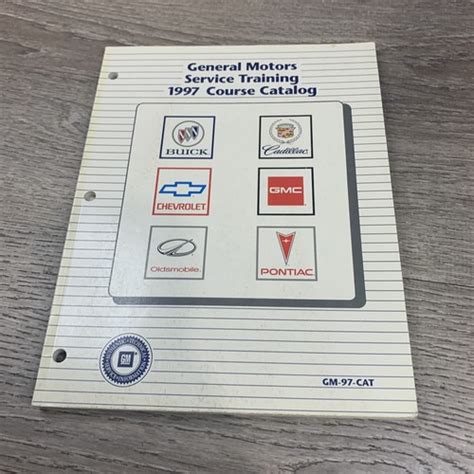 General Motors
Service Training
1997 Course Catalog
BUICK
Cadillac
CHEVROLET
GMC
Oldsmobile
PONTIAC
GM
GM-97-CAT